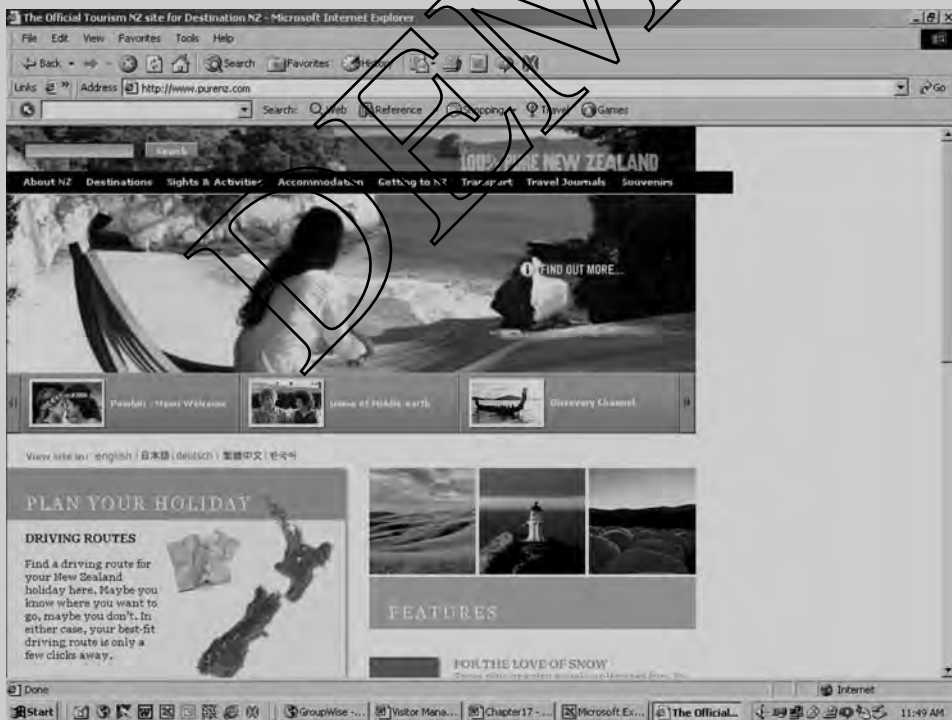 The Official Tourism NZ site for Destination NZ - Microsoft Internet Explorer
File Edit View Favorites Tools Help
Back Search Favorites History
Links Address http://www.purenz.com Go
Search: Web Reference Shopping Travel Games
Search
100% PURE NEW ZEALAND
About NZ Destinations Sights & Activities Accommodation Getting to NZ Transport Travel Journals Souvenirs
FIND OUT MORE...
Powhiri - Maori Welcome Home of Middle-earth Discovery Channel
View site in: english | 日本語 | deutsch | 繁體中文 | 한국어
PLAN YOUR HOLIDAY
DRIVING ROUTES
Find a driving route for
your New Zealand
holiday here. Maybe you
know where you want to
go, maybe you don't. In
either case, your best-fit
driving route is only a
few clicks away.
FEATURES
FOR THE LOVE OF SNOW
Done Internet
Start GroupWise -... Visitor Mana... Chapter17 - ... Microsoft Ex... The Official... 11:49 AM